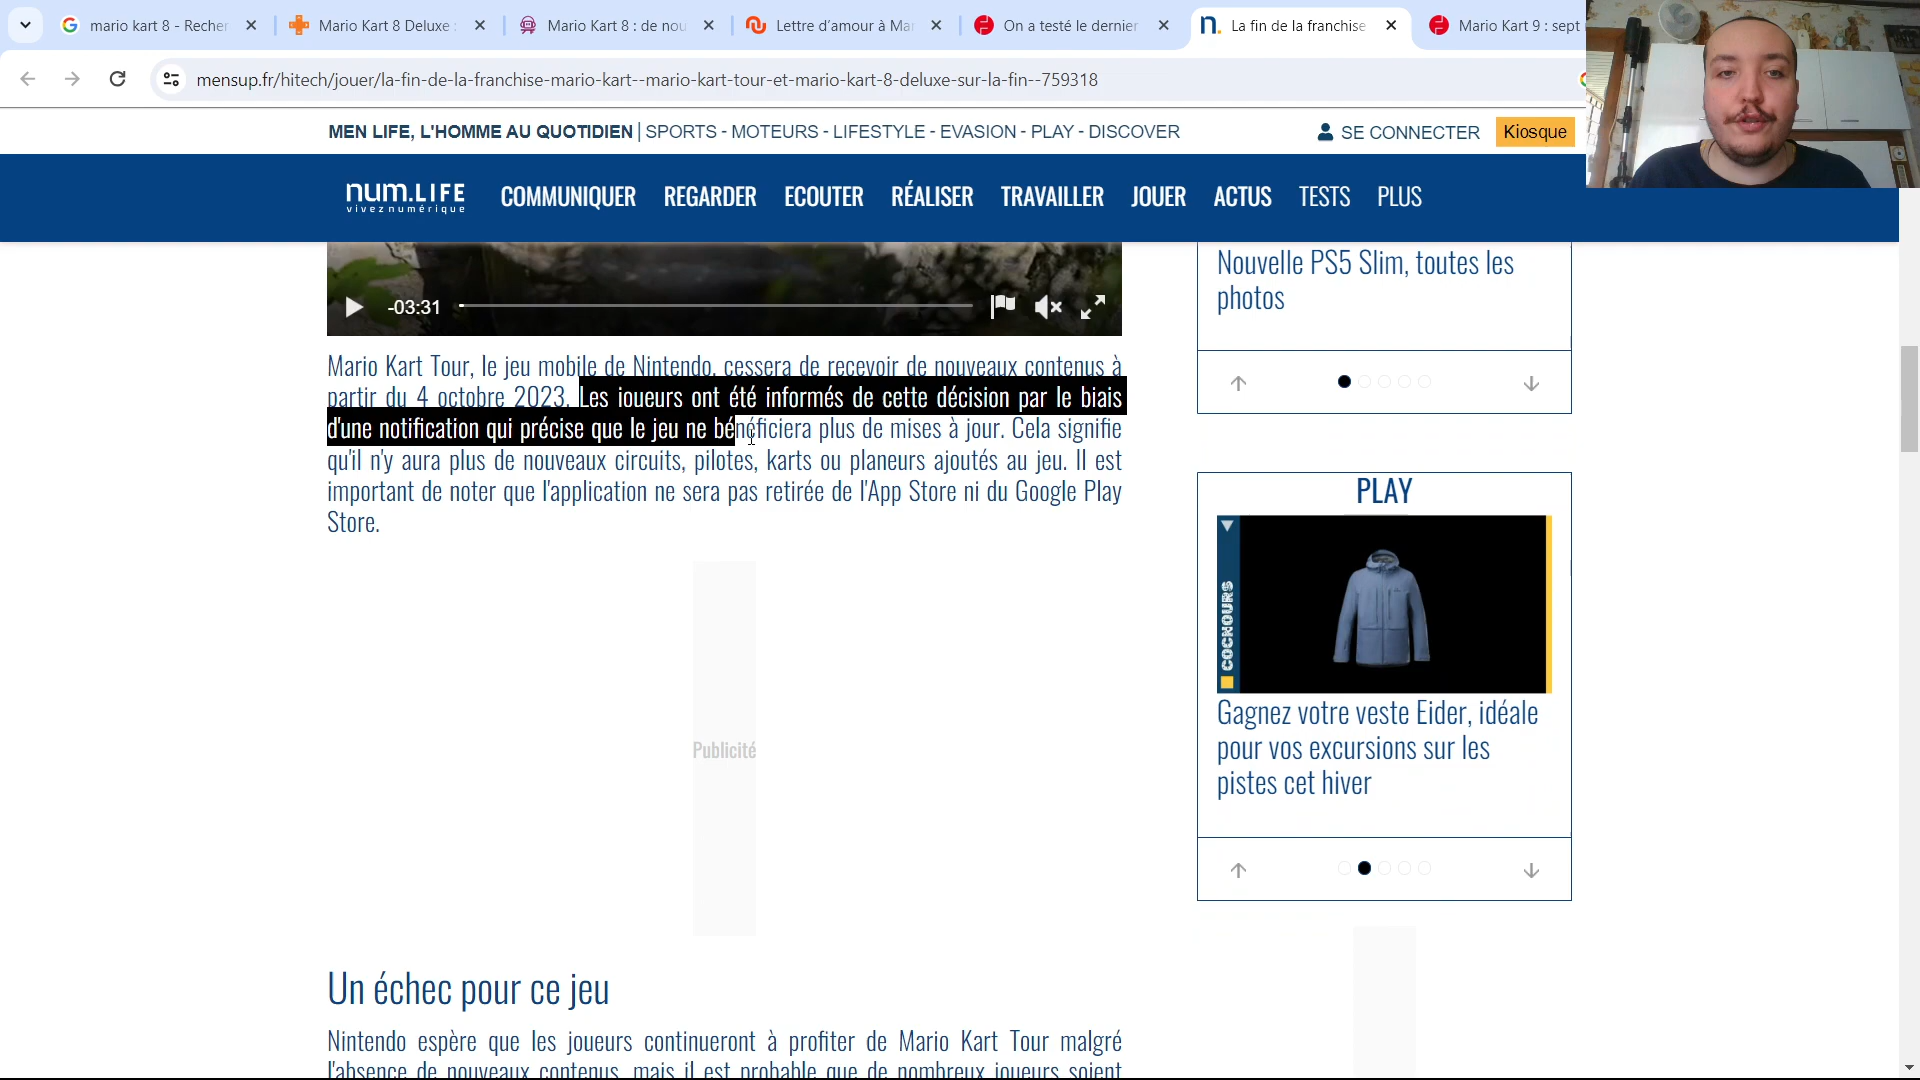 mario kart 8 - Recher
Mario Kart 8 Deluxe :
Mario Kart 8 : de nou
Lettre d'amour à Mar
On a testé le dernier
La fin de la franchise
Mario Kart 9 : sept
mensup.fr/hitech/jouer/la-fin-de-la-franchise-mario-kart--mario-kart-tour-et-mario-kart-8-deluxe-sur-la-fin--759318
MEN LIFE, L'HOMME AU QUOTIDIEN | SPORTS - MOTEURS - LIFESTYLE - EVASION - PLAY - DISCOVER
SE CONNECTER
Kiosque
num.LIFE
viveznumérique
COMMUNIQUER
REGARDER
ECOUTER
RÉALISER
TRAVAILLER
JOUER
ACTUS
TESTS
PLUS
-03:31
Mario Kart Tour, le jeu mobile de Nintendo, cessera de recevoir de nouveaux contenus à
partir du 4 octobre 2023. Les joueurs ont été informés de cette décision par le biais
d'une notification qui précise que le jeu ne bénéficiera plus de mises à jour. Cela signifie
qu'il n'y aura plus de nouveaux circuits, pilotes, karts ou planeurs ajoutés au jeu. Il est
important de noter que l'application ne sera pas retirée de l'App Store ni du Google Play
Store.
Publicité
Un échec pour ce jeu
Nintendo espère que les joueurs continueront à profiter de Mario Kart Tour malgré
l'absence de nouveaux contenus, mais il est probable que de nombreux joueurs soient
Nouvelle PS5 Slim, toutes les
photos
PLAY
COCNOURS
Gagnez votre veste Eider, idéale
pour vos excursions sur les
pistes cet hiver